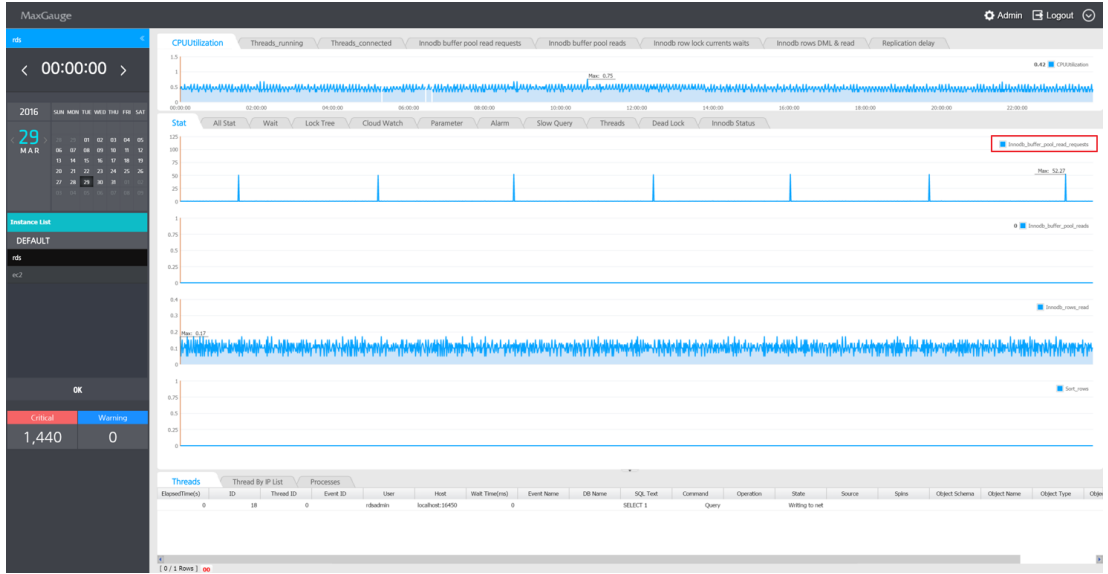 MaxGauge
Admin Logout
rds <
< 00:00:00 >
2016 SUN MON TUE WED THU FRI SAT
29
MAR
01 02 03 04 05
06 07 08 09 10 11 12
13 14 15 16 17 18 19
20 21 22 23 24 25 26
27 28 29 30 31
Instance List
DEFAULT
rds
ec2
OK
Critical Warning
1,440 0
CPUUtilization Threads_running Threads_connected Innodb buffer pool read requests Innodb buffer pool reads Innodb row lock currents waits Innodb rows DML & read Replication delay
1.5
1
0.5
0
Max: 0.75
0.43 CPUUtilization
00:00:00 02:00:00 04:00:00 06:00:00 08:00:00 10:00:00 12:00:00 14:00:00 16:00:00 18:00:00 20:00:00 22:00:00
Stat All Stat Wait Lock Tree Cloud Watch Parameter Alarm Slow Query Threads Dead Lock Innodb Status
125
100
75
50
25
0
Innodb_buffer_pool_read_requests
Max: 52.27
1
0.75
0.5
0.25
0
0 Innodb_buffer_pool_reads
0.4
0.3
0.2
0.1
0
Max: 0.17
Innodb_rows_read
1
0.75
0.5
0.25
0
Sort_rows
Threads Thread By IP List Processes
ElapsedTime(s) ID Thread ID Event ID User Host Wait Time(ms) Event Name DB Name SQL Text Command Operation State Source Spins Object Schema Object Name Object Type Objec
0 18 0 rdsadmin localhost:16450 0 SELECT 1 Query Writing to net
[ 0 / 1 Rows ]